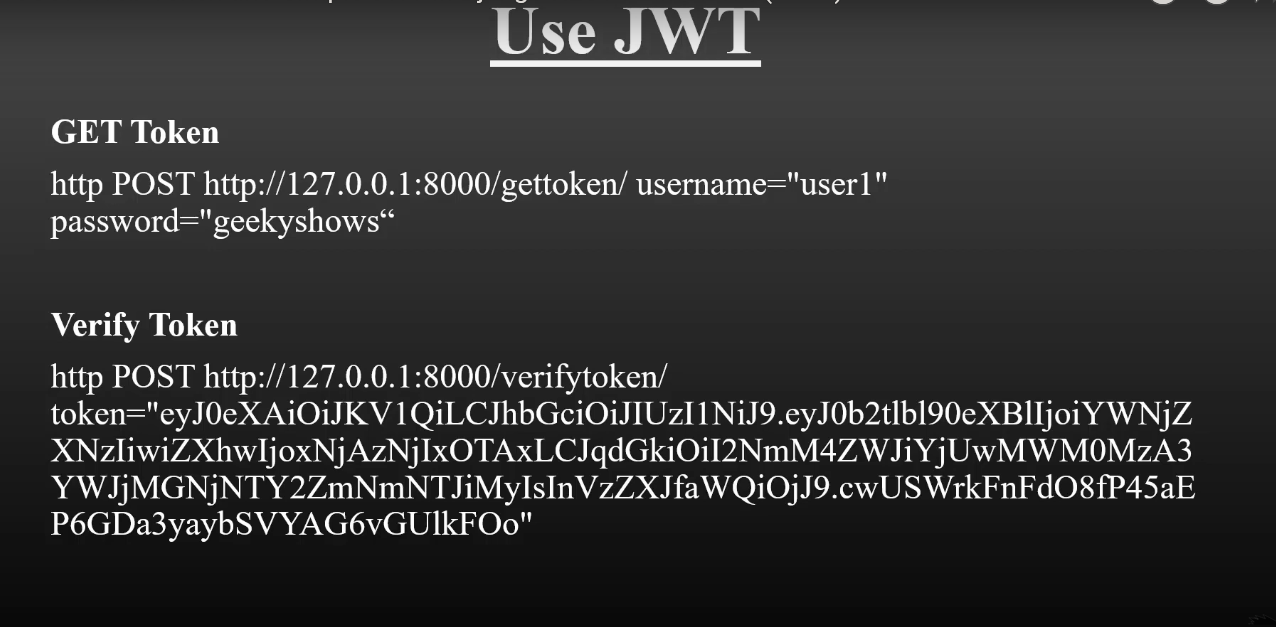 Use JWT
GET Token
http POST http://127.0.0.1:8000/gettoken/ username="user1"
password="geekyshows“
Verify Token
http POST http://127.0.0.1:8000/verifytoken/
token="eyJ0eXAiOiJKV1QiLCJhbGciOiJIUzI1NiJ9.eyJ0b2tlbl90eXBlIjoiYWNjZ
XNzIiwiZXhwIjoxNjAzNjIxOTAxLCJqdGkiOiI2NmM4ZWJiYjUwMWM0MzA3
YWJjMGNjNTY2ZmNmNTJiMyIsInVzZXJfaWQiOjJ9.cwUSWrkFnFdO8fP45aE
P6GDa3yaybSVYAG6vGUlkFOo"